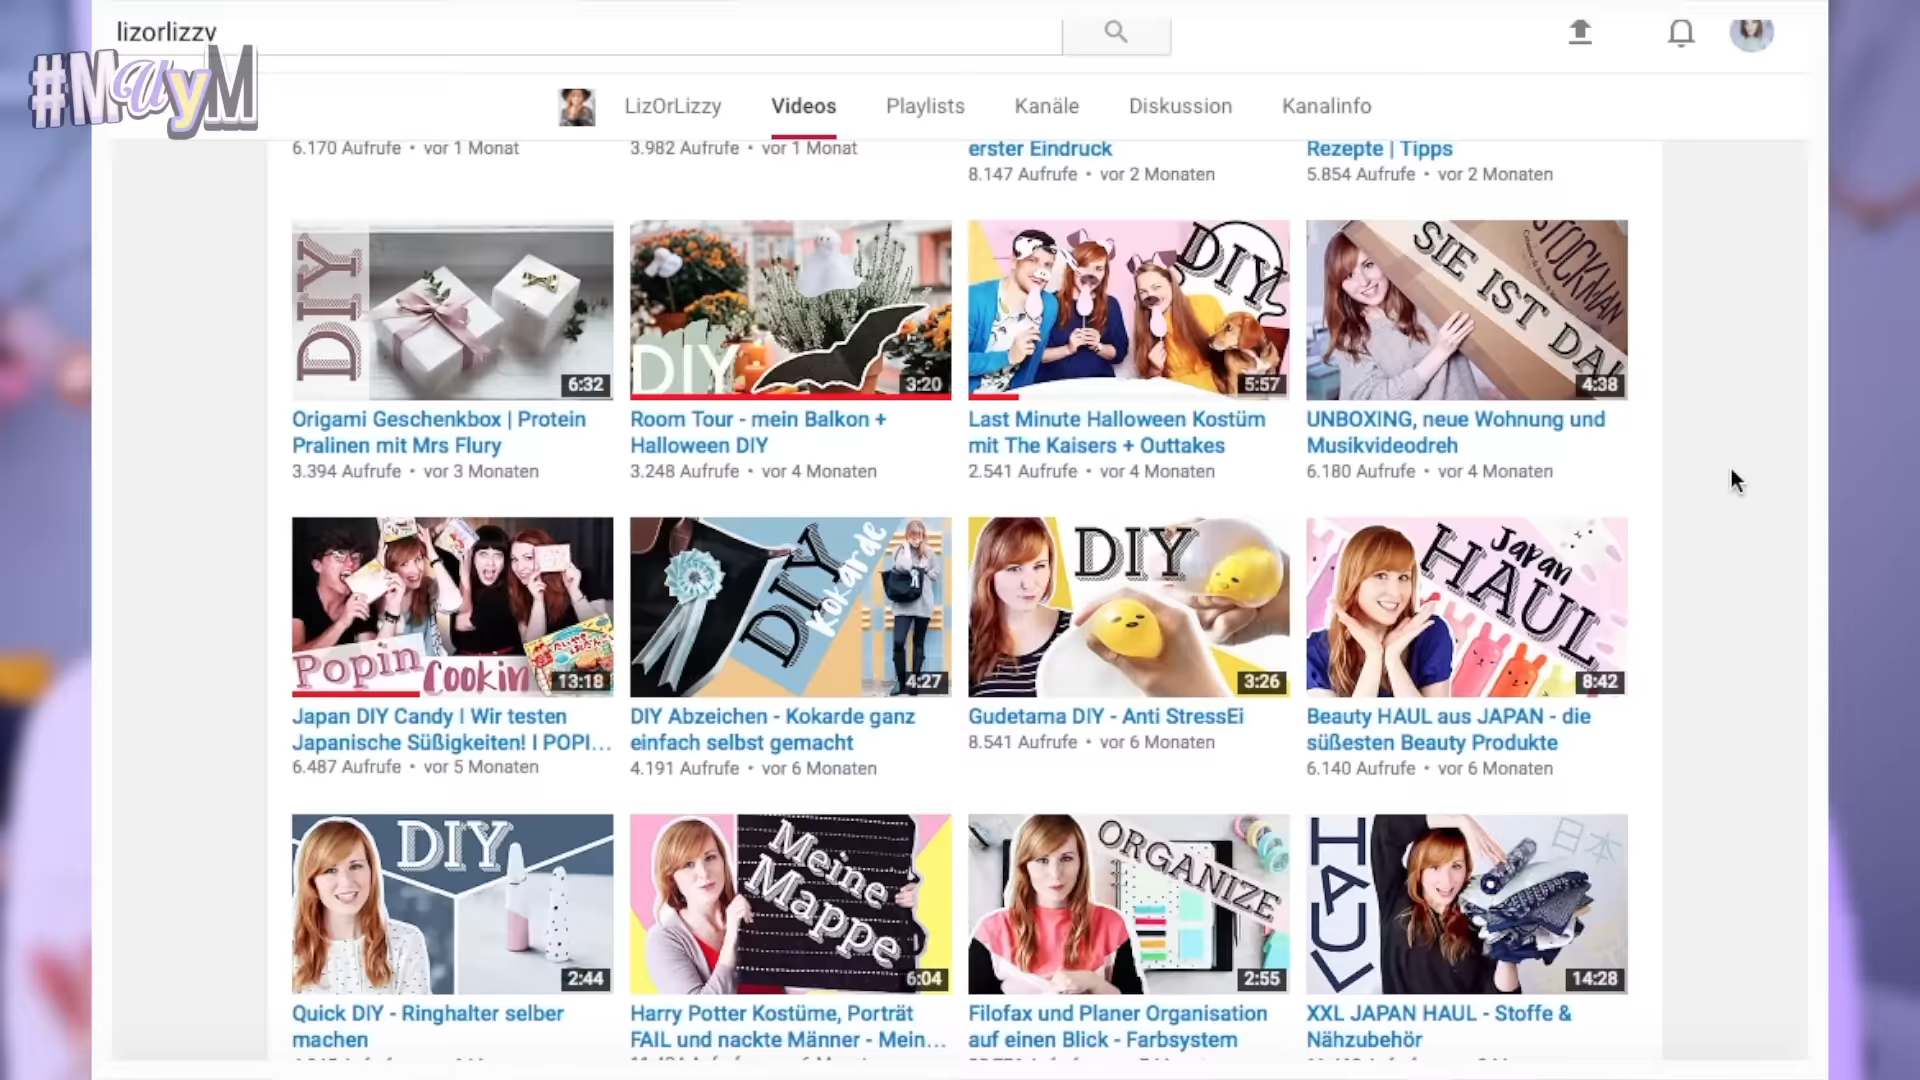 lizorlizzy
#MuyM
LizOrLizzy Videos Playlists Kanäle Diskussion Kanalinfo
6.170 Aufrufe • vor 1 Monat
3.982 Aufrufe • vor 1 Monat
erster Eindruck
8.147 Aufrufe • vor 2 Monaten
Rezepte | Tipps
5.854 Aufrufe • vor 2 Monaten
DIY
6:32
Origami Geschenkbox | Protein
Pralinen mit Mrs Flury
3.394 Aufrufe • vor 3 Monaten
DIY
3:20
Room Tour - mein Balkon +
Halloween DIY
3.248 Aufrufe • vor 4 Monaten
DIY
5:57
Last Minute Halloween Kostüm
mit The Kaisers + Outtakes
2.541 Aufrufe • vor 4 Monaten
STOCKMAN
SIE IST DA!
4:38
UNBOXING, neue Wohnung und
Musikvideodreh
6.180 Aufrufe • vor 4 Monaten
Popin Cookin
13:18
Japan DIY Candy I Wir testen
Japanische Süßigkeiten! I POPI...
6.487 Aufrufe • vor 5 Monaten
DIY
Kokarde
4:27
DIY Abzeichen - Kokarde ganz
einfach selbst gemacht
4.191 Aufrufe • vor 6 Monaten
DIY
3:26
Gudetama DIY - Anti StressEi
8.541 Aufrufe • vor 6 Monaten
Japan
HAUL
8:42
Beauty HAUL aus JAPAN - die
süßesten Beauty Produkte
6.140 Aufrufe • vor 6 Monaten
DIY
2:44
Quick DIY - Ringhalter selber
machen
Meine
Mappe
6:04
Harry Potter Kostüme, Porträt
FAIL und nackte Männer - Mein...
ORGANIZE
2:55
Filofax und Planer Organisation
auf einen Blick - Farbsystem
HAUL
日本
14:28
XXL JAPAN HAUL - Stoffe &
Nähzubehör